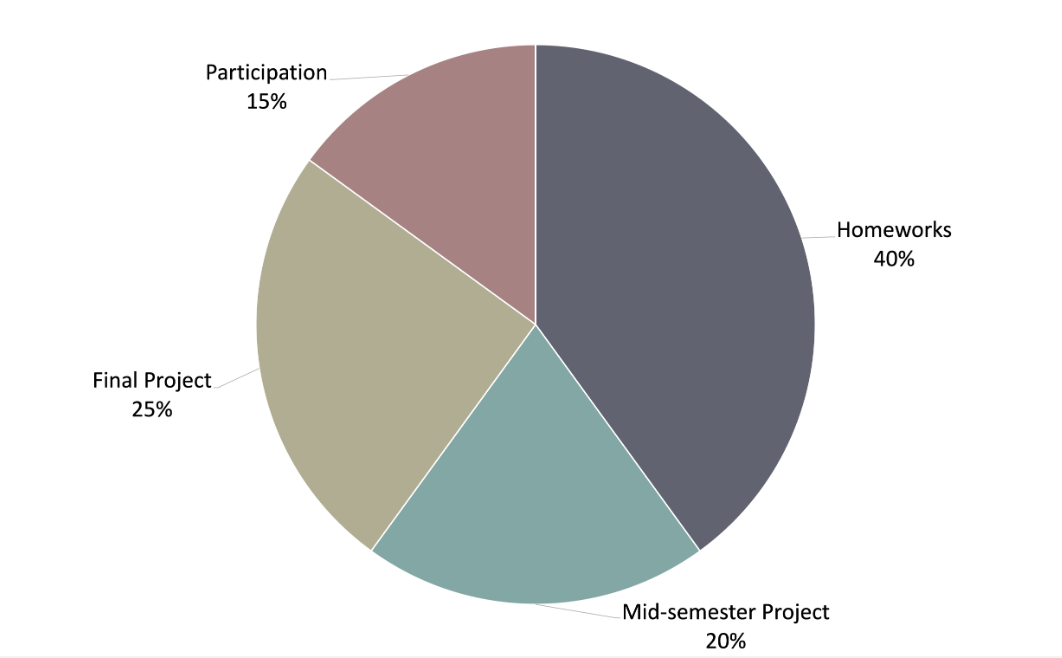 Participation
15%
Homeworks
40%
Final Project
25%
Mid-semester Project
20%